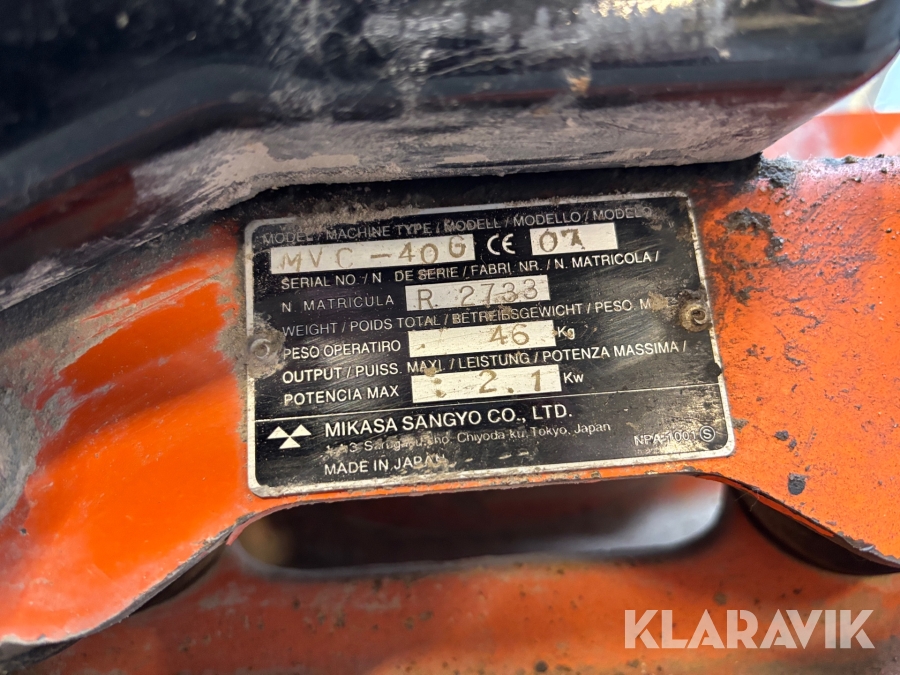 MODEL / MACHINE TYPE / MODELL / MODELLO / MODELO
MVC-40G CE 07
SERIAL NO. / N DE SERIE / FABRI. NR. / N. MATRICOLA /
N. MATRICULA R 2733
WEIGHT / POIDS TOTAL / BETRIEBSGEWICHT / PESO.
PESO OPERATIRO 46 Kg
OUTPUT / PUISS. MAXI. / LEISTUNG / POTENZA MASSIMA /
POTENCIA MAX : 2.1 Kw
MIKASA SANGYO CO., LTD.
Chiyoda-ku, Tokyo, Japan
NPA-1001 S
MADE IN JAPAN
KLARAVIK